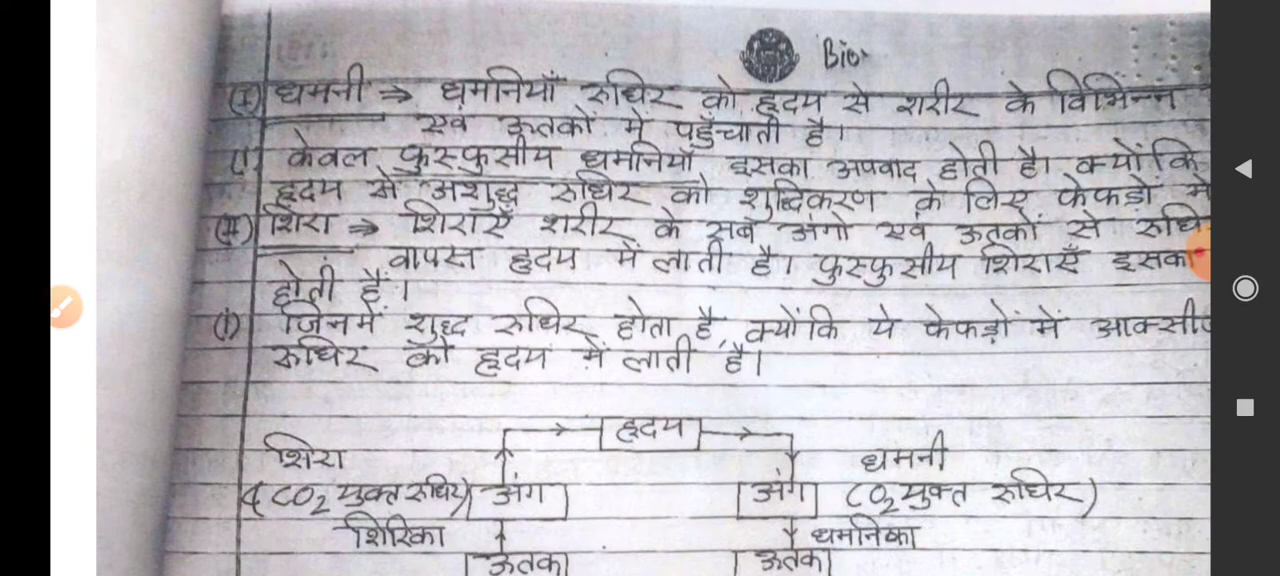 Bio
(I) धमनी ⇒ धमनियाँ रुधिर को हृदय से शरीर के विभिन्न
एवं ऊतकों में पहुँचाती है।
(i) केवल फुस्फुसीय धमनियाँ इसका अपवाद होती है। क्योंकि
हृदय से अशुद्ध रुधिर को शुद्धिकरण के लिए फेफड़ो मे
(II) शिरा ⇒ शिराएँ शरीर के सब अंगो एवं ऊतकों से रुधि
वापस हृदय में लाती है। फुस्फुसीय शिराएँ इसका
होती हैं।
(i) जिनमें शुद्ध रुधिर होता है, क्योंकि ये फेफड़ों में आक्सी
रुधिर को हृदय में लाती है।
हृदय
शिरा धमनी
(CO₂ युक्त रुधिर) अंग अंग (O₂ युक्त रुधिर)
शिरिका धमनिका
ऊतक ऊतक